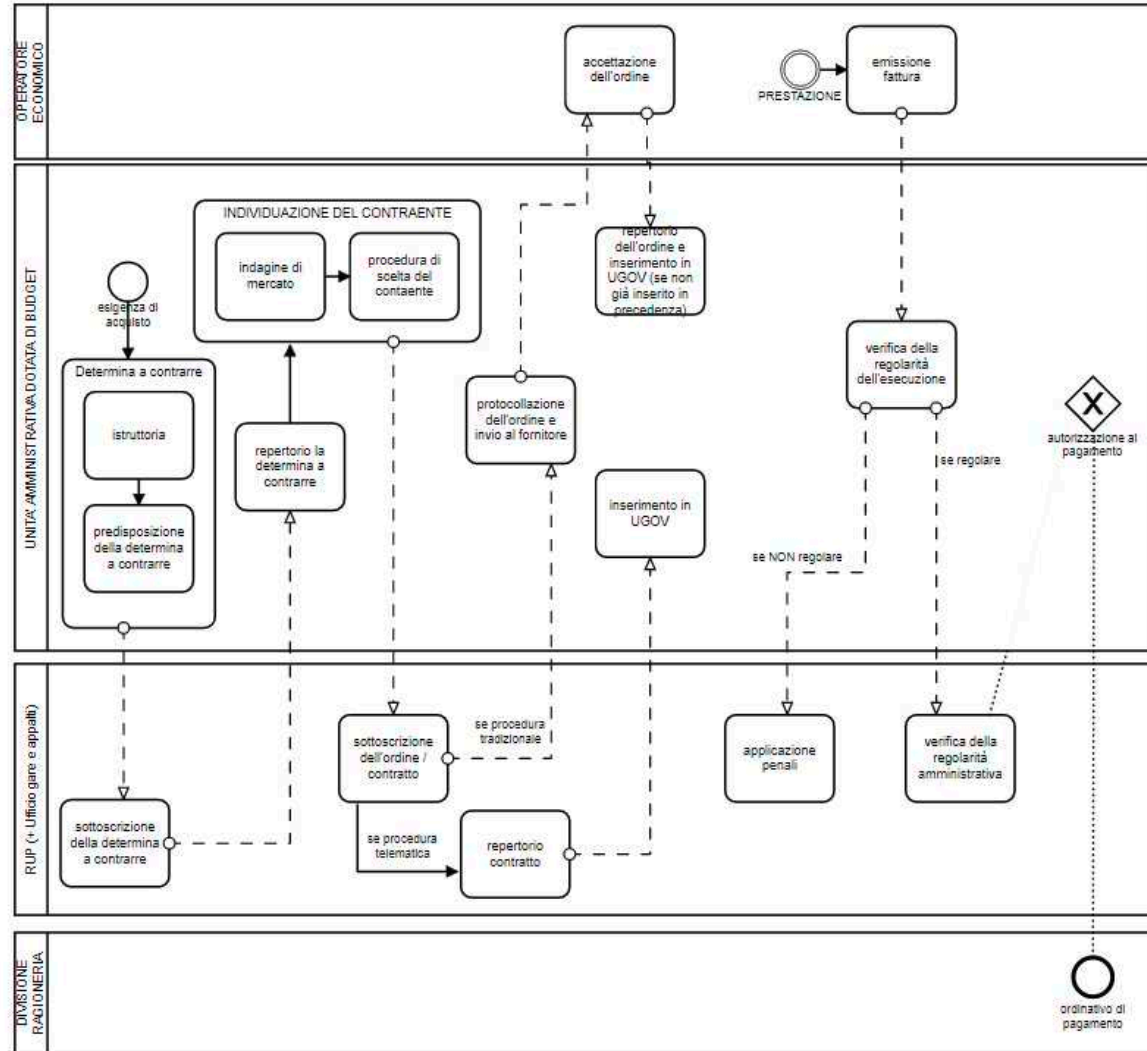 OPERATORE
ECONOMICO
accettazione
dell'ordine
PRESTAZIONE
emissione
fattura
UNITA' AMMINISTRATIVA DOTATA DI BUDGET
esigenza di
acquisto
Determina a contrarre
istruttoria
predisposizione
della determina
a contrarre
INDIVIDUAZIONE DEL CONTRAENTE
indagine di
mercato
procedura di
scelta del
contaente
repertorio la
determina a
contrarre
protocollazione
dell'ordine e
invio al fornitore
repertorio
dell'ordine e
inserimento in
UGOV (se non
già inserito in
precedenza)
inserimento in
UGOV
verifica della
regolarità
dell'esecuzione
se NON regolare
se regolare
X
autorizzazione al
pagamento
RUP (+ Ufficio gare e appalti)
sottoscrizione
della determina
a contrarre
sottoscrizione
dell'ordine /
contratto
se procedura
tradizionale
se procedura
telematica
repertorio
contratto
applicazione
penali
verifica della
regolarità
amministrativa
DIVISIONE
RAGIONERIA
ordinativo di
pagamento